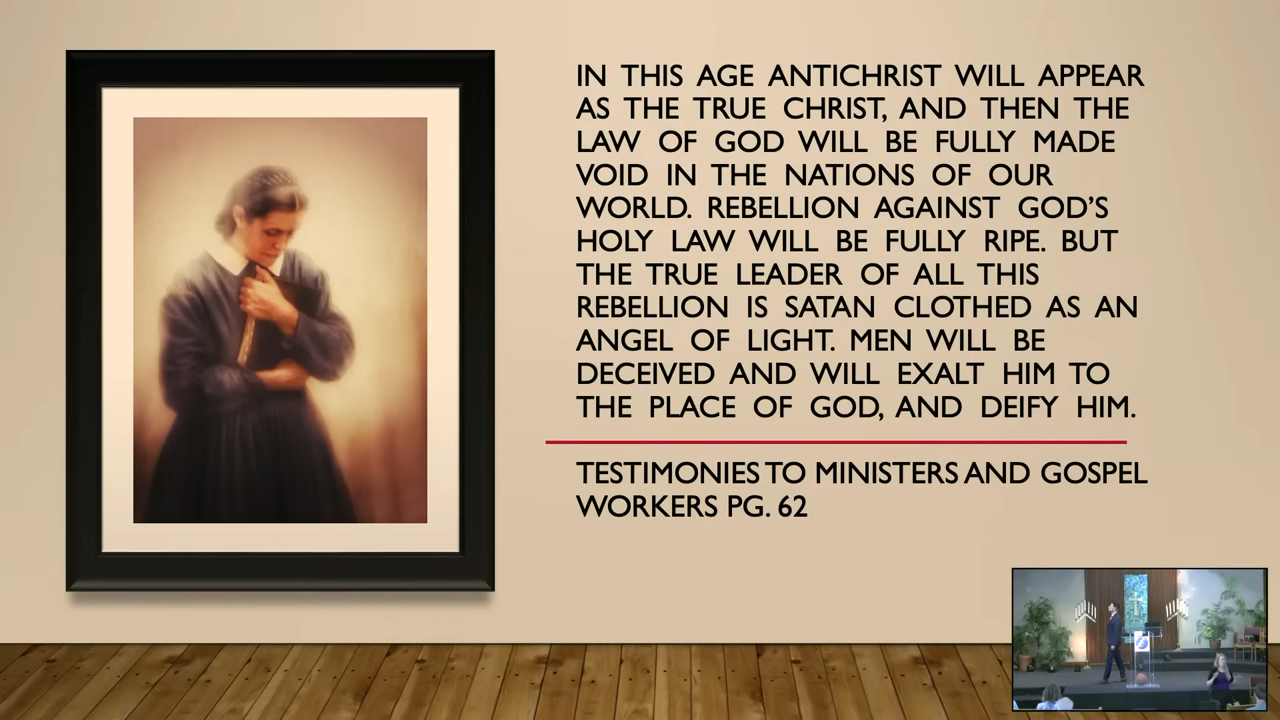 IN THIS AGE ANTICHRIST WILL APPEAR
AS THE TRUE CHRIST, AND THEN THE
LAW OF GOD WILL BE FULLY MADE
VOID IN THE NATIONS OF OUR
WORLD. REBELLION AGAINST GOD’S
HOLY LAW WILL BE FULLY RIPE. BUT
THE TRUE LEADER OF ALL THIS
REBELLION IS SATAN CLOTHED AS AN
ANGEL OF LIGHT. MEN WILL BE
DECEIVED AND WILL EXALT HIM TO
THE PLACE OF GOD, AND DEIFY HIM.
TESTIMONIES TO MINISTERS AND GOSPEL
WORKERS PG. 62